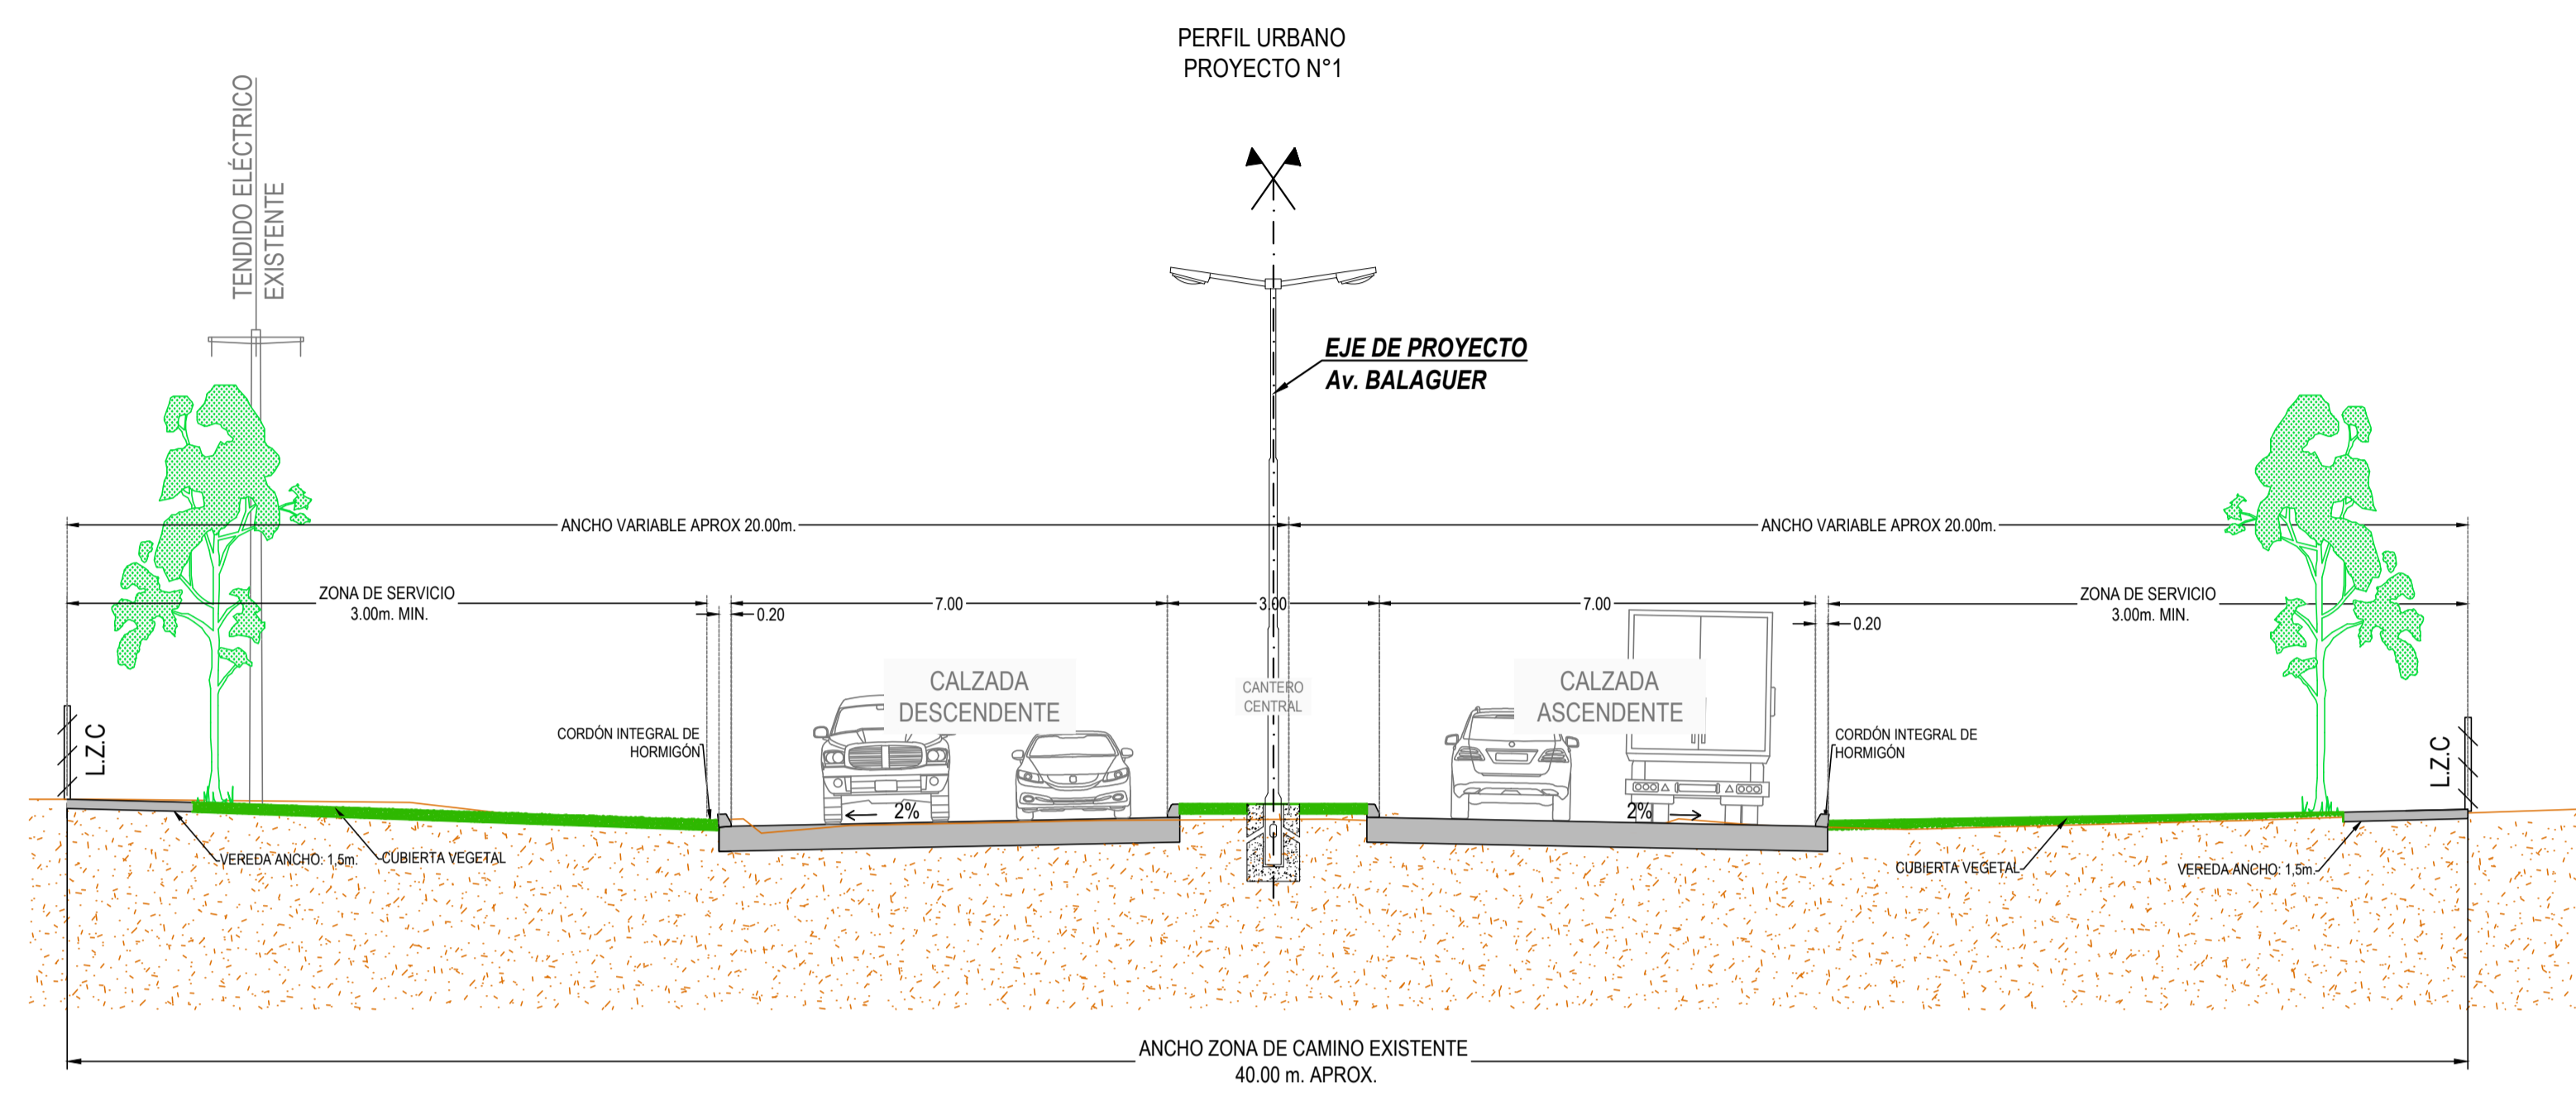 PERFIL URBANO
PROYECTO N°1
TENDIDO ELÉCTRICO
EXISTENTE
EJE DE PROYECTO
Av. BALAGUER
ANCHO VARIABLE APROX 20.00m.
ANCHO VARIABLE APROX 20.00m.
ZONA DE SERVICIO
3.00m. MIN.
0.20
7.00
3.00
7.00
0.20
ZONA DE SERVICIO
3.00m. MIN.
CALZADA
DESCENDENTE
CANTERO
CENTRAL
CALZADA
ASCENDENTE
L.Z.C
CORDÓN INTEGRAL DE
HORMIGÓN
CORDÓN INTEGRAL DE
HORMIGÓN
L.Z.C
2%
2%
VEREDA ANCHO: 1,5m.
CUBIERTA VEGETAL
CUBIERTA VEGETAL
VEREDA ANCHO: 1,5m.
ANCHO ZONA DE CAMINO EXISTENTE
40.00 m. APROX.